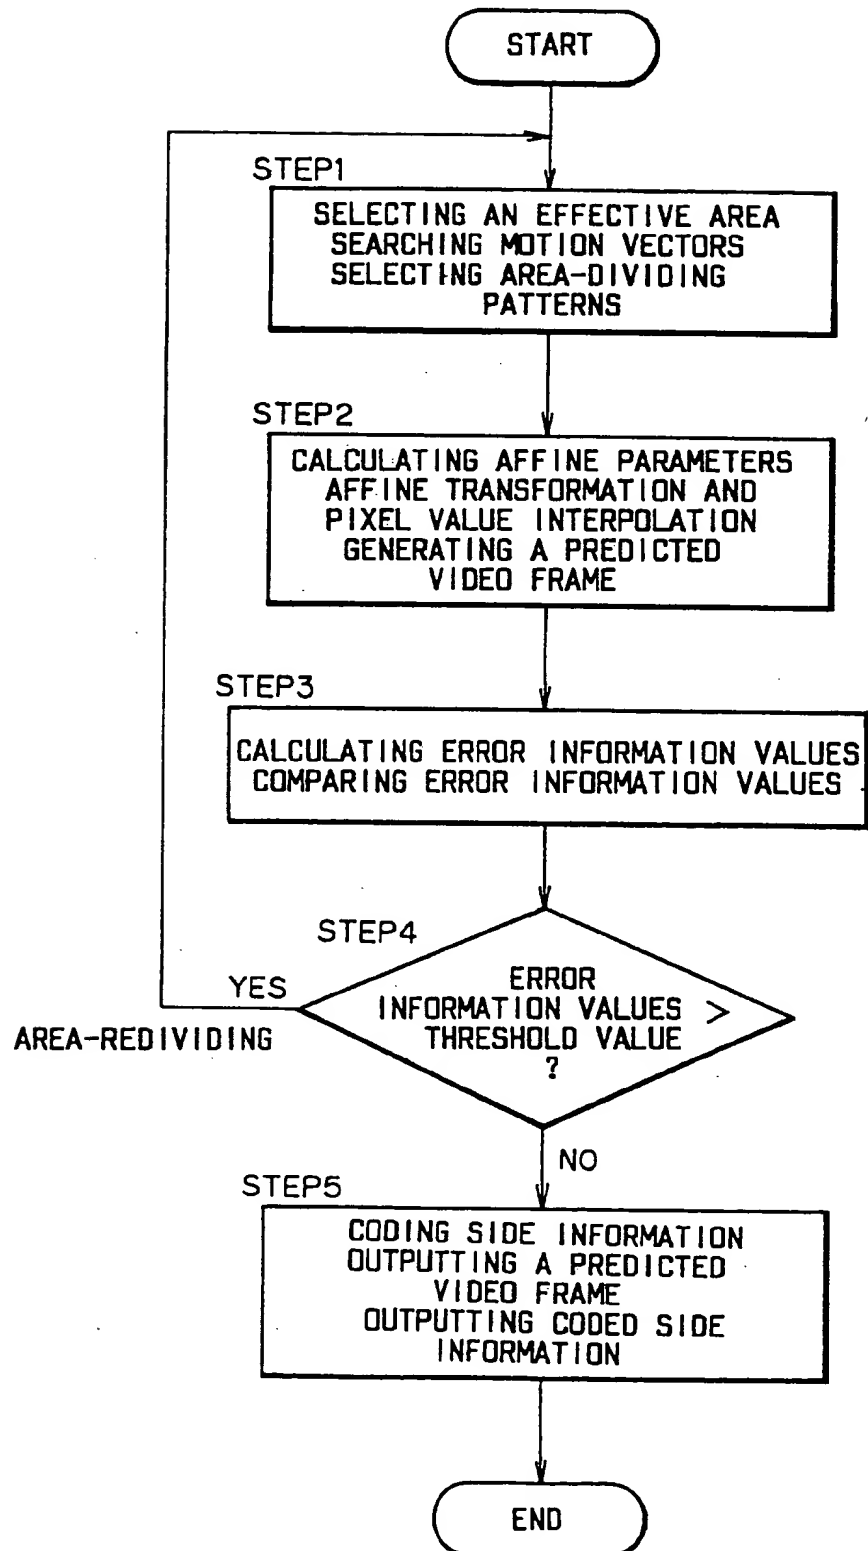 START
STEP1
SELECTING AN EFFECTIVE AREA
SEARCHING MOTION VECTORS
SELECTING AREA-DIVIDING
PATTERNS
STEP2
CALCULATING AFFINE PARAMETERS
AFFINE TRANSFORMATION AND
PIXEL VALUE INTERPOLATION
GENERATING A PREDICTED
VIDEO FRAME
STEP3
CALCULATING ERROR INFORMATION VALUES
COMPARING ERROR INFORMATION VALUES
STEP4
ERROR
INFORMATION VALUES >
THRESHOLD VALUE
?
YES
AREA-REDIVIDING
NO
STEP5
CODING SIDE INFORMATION
OUTPUTTING A PREDICTED
VIDEO FRAME
OUTPUTTING CODED SIDE
INFORMATION
END